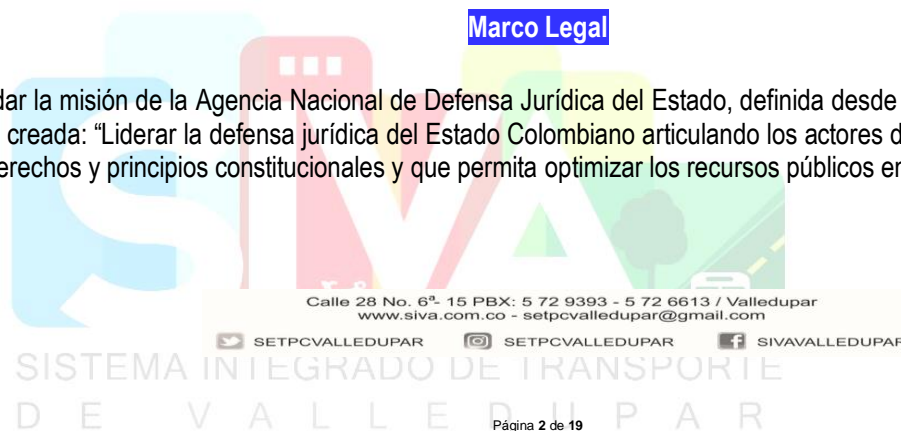 Marco Legal
dar la misión de la Agencia Nacional de Defensa Jurídica del Estado, definida desde
creada: “Liderar la defensa jurídica del Estado Colombiano articulando los actores d
erechos y principios constitucionales y que permita optimizar los recursos públicos en
SIVA
Calle 28 No. 6ª- 15 PBX: 5 72 9393 - 5 72 6613 / Valledupar
www.siva.com.co - setpcvalledupar@gmail.com
SETPCVALLEDUPAR SETPCVALLEDUPAR SIVAVALLEDUPAR
SISTEMA INTEGRADO DE TRANSPORTE
DE VALLEDUPAR
Página 2 de 19